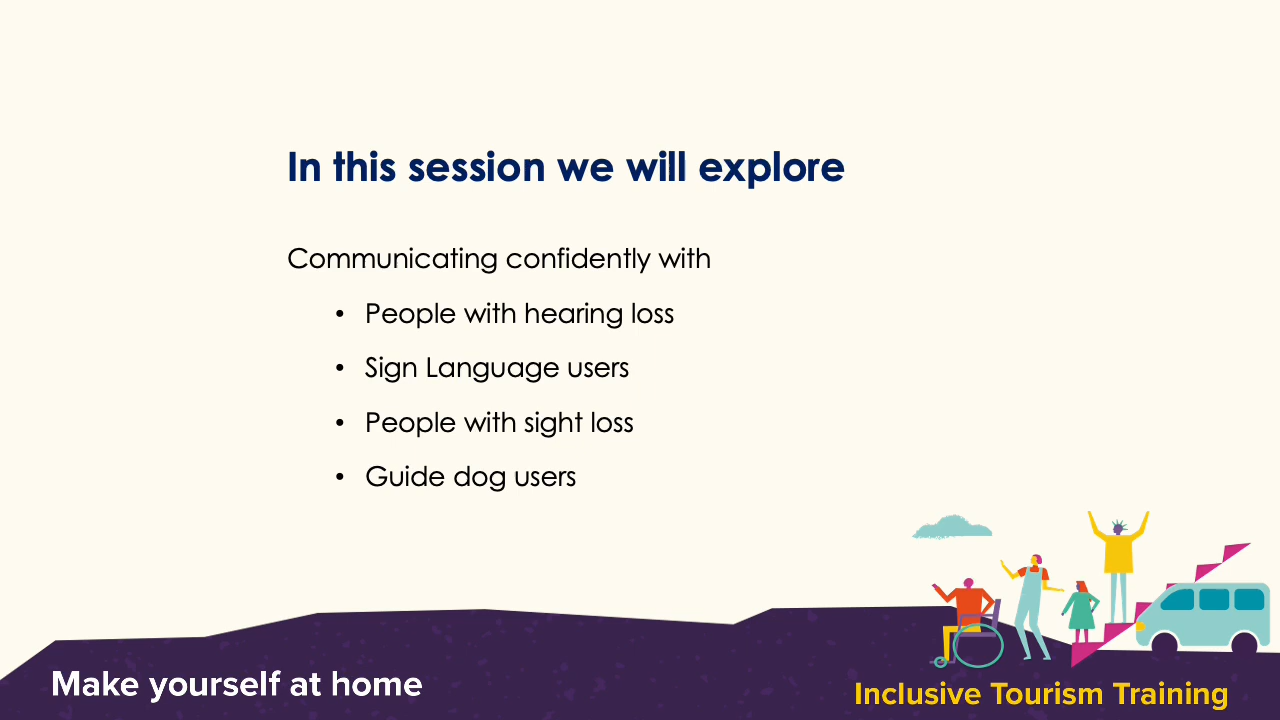 In this session we will explore
Communicating confidently with
• People with hearing loss
• Sign Language users
• People with sight loss
• Guide dog users
Make yourself at home
Inclusive Tourism Training